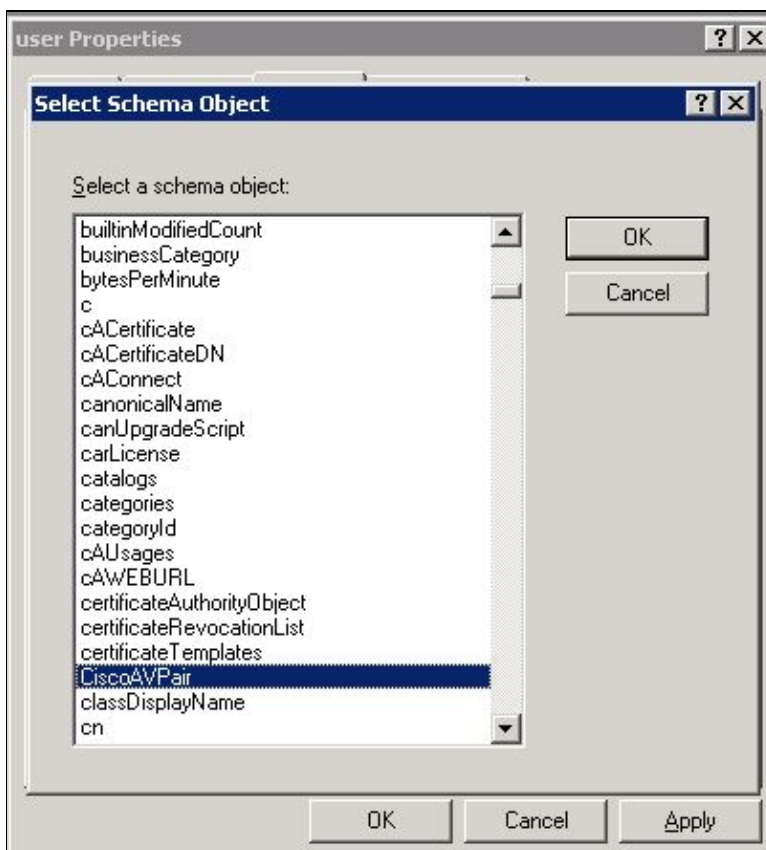 user Properties
Select Schema Object
Select a schema object:
builtinModifiedCount
businessCategory
bytesPerMinute
c
cACertificate
cACertificateDN
cAConnect
canonicalName
canUpgradeScript
carLicense
catalogs
categories
categoryId
cAUsages
cAWEBURL
certificateAuthorityObject
certificateRevocationList
certificateTemplates
CiscoAVPair
classDisplayName
cn
OK
Cancel
OK
Cancel
Apply